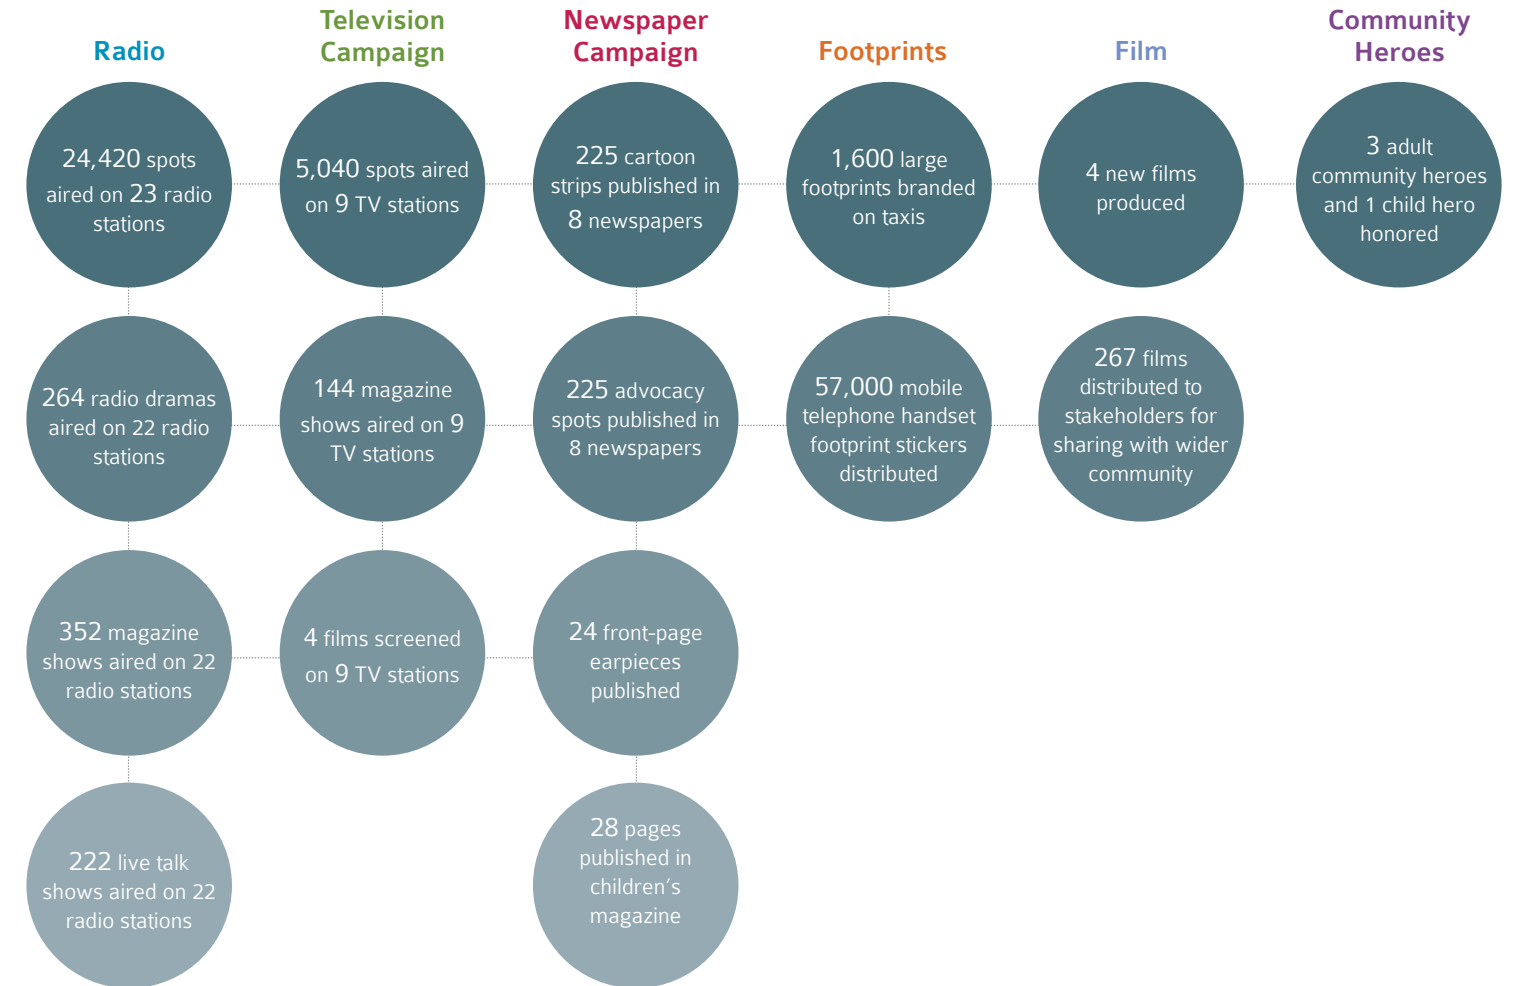 Radio
24,420 spots
aired on 23 radio
stations
264 radio dramas
aired on 22 radio
stations
352 magazine
shows aired on 22
radio stations
222 live talk
shows aired on 22
radio stations
Television
Campaign
5,040 spots aired
on 9 TV stations
144 magazine
shows aired on 9
TV stations
4 films screened
on 9 TV stations
Newspaper
Campaign
225 cartoon
strips published in
8 newspapers
225 advocacy
spots published in
8 newspapers
24 front-page
earpieces
published
28 pages
published in
children’s
magazine
Footprints
1,600 large
footprints branded
on taxis
57,000 mobile
telephone handset
footprint stickers
distributed
Film
4 new films
produced
267 films
distributed to
stakeholders for
sharing with wider
community
Community
Heroes
3 adult
community heroes
and 1 child hero
honored